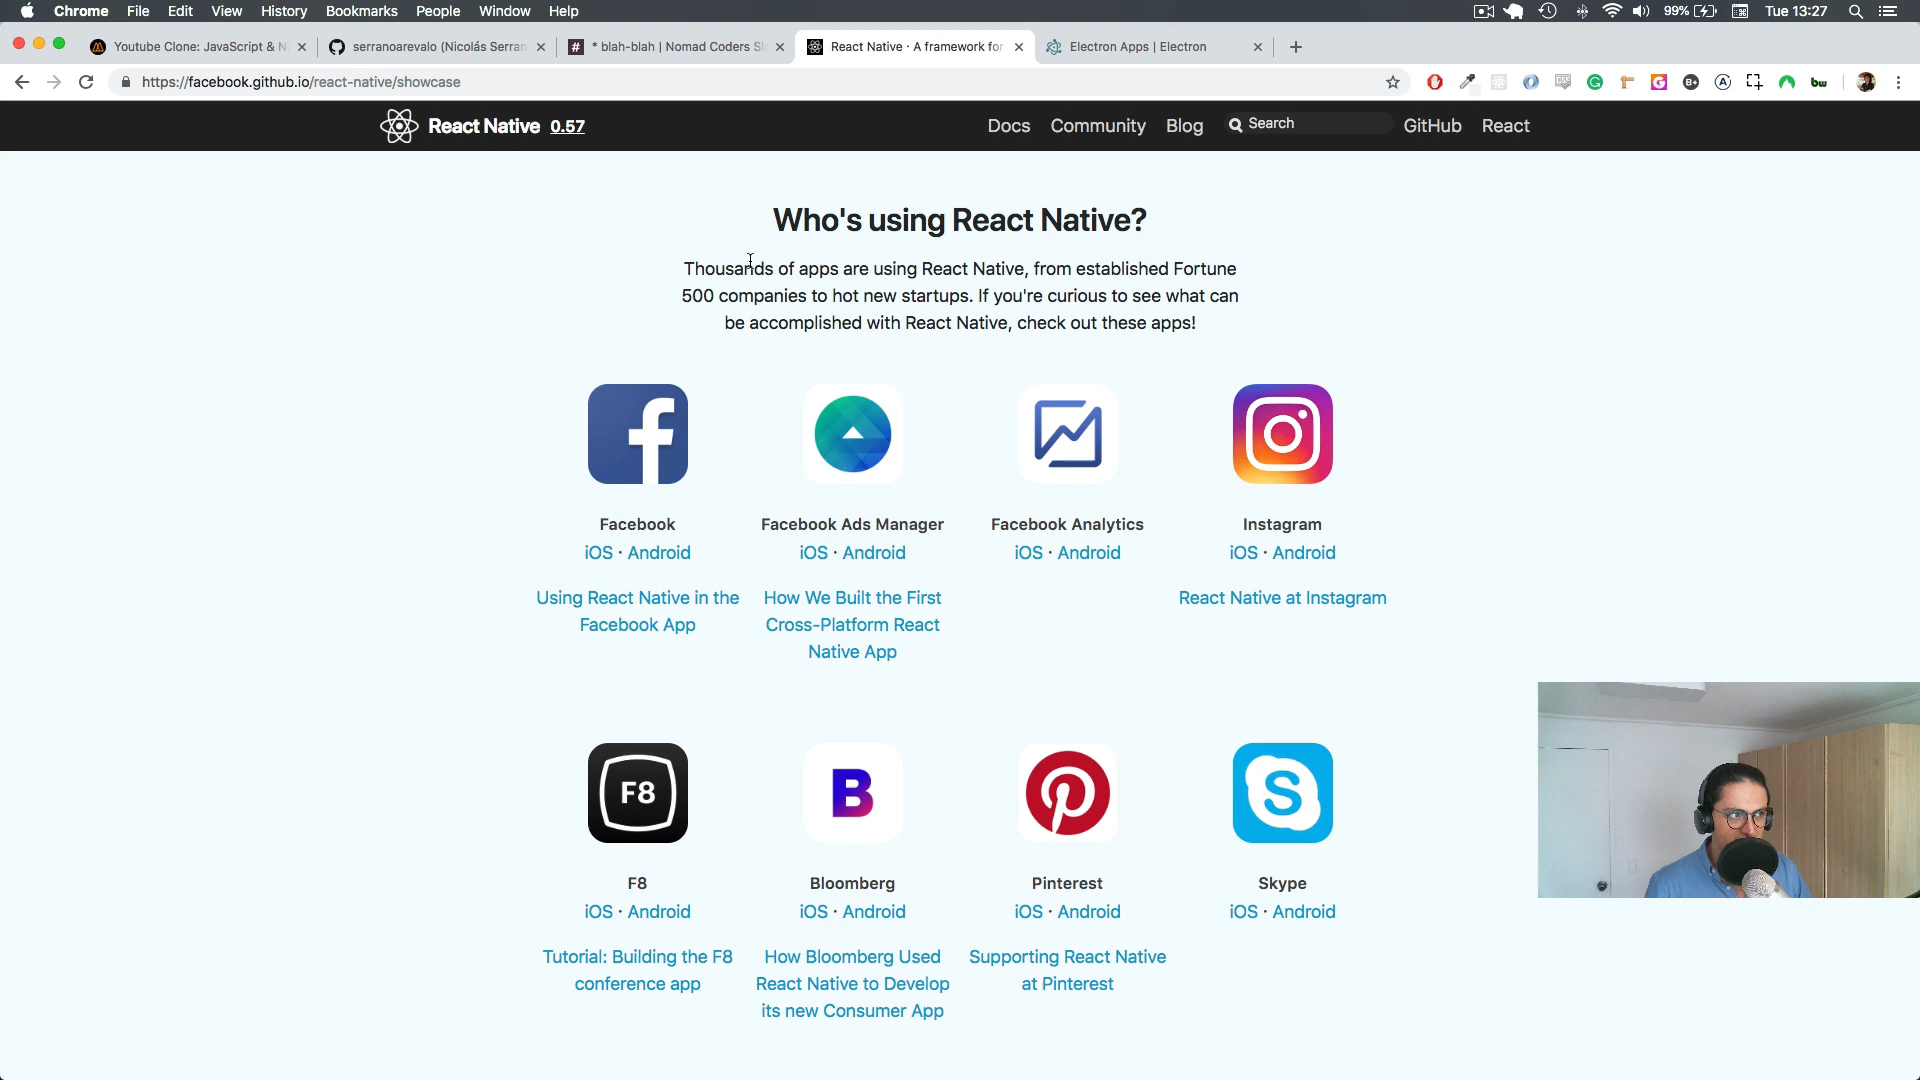 Chrome File Edit View History Bookmarks People Window Help 99% Tue 13:27
Youtube Clone: JavaScript & N serranoarevalo (Nicolás Serran * blah-blah | Nomad Coders Sl React Native · A framework for Electron Apps | Electron
https://facebook.github.io/react-native/showcase
React Native 0.57 Docs Community Blog Search GitHub React
Who's using React Native?
Thousands of apps are using React Native, from established Fortune
500 companies to hot new startups. If you're curious to see what can
be accomplished with React Native, check out these apps!
Facebook Facebook Ads Manager Facebook Analytics Instagram
iOS · Android iOS · Android iOS · Android iOS · Android
Using React Native in the How We Built the First React Native at Instagram
Facebook App Cross-Platform React
Native App
F8 B S
F8 Bloomberg Pinterest Skype
iOS · Android iOS · Android iOS · Android iOS · Android
Tutorial: Building the F8 How Bloomberg Used Supporting React Native
conference app React Native to Develop at Pinterest
its new Consumer App